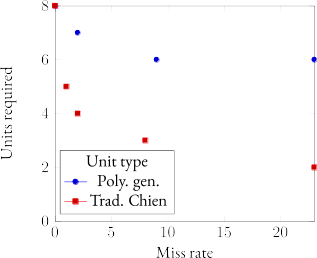 8
6
4
2
0
Units required
Unit type
Poly. gen.
Trad. Chien
0 5 10 15 20
Miss rate